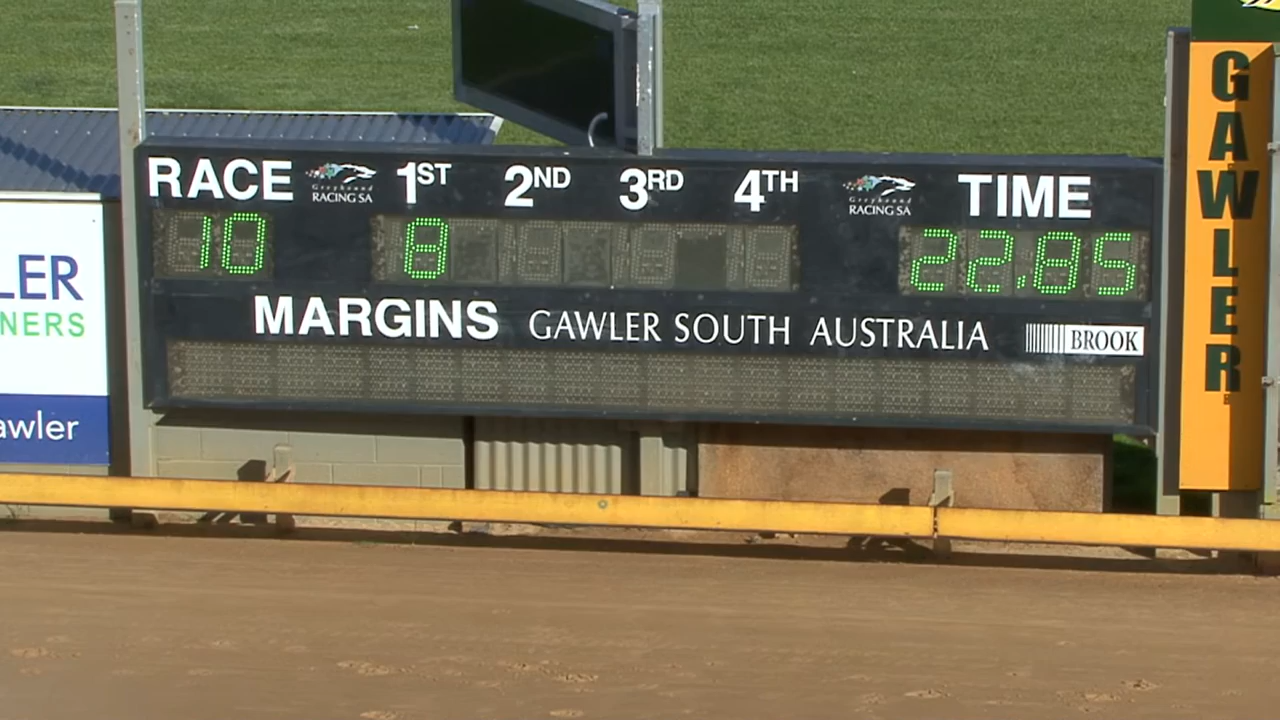 RACE
Greyhound
RACING SA
1ST 2ND 3RD 4TH
Greyhound
RACING SA
TIME
10 8 22.85
MARGINS GAWLER SOUTH AUSTRALIA BROOK
LER
NERS
awler
GAWLER